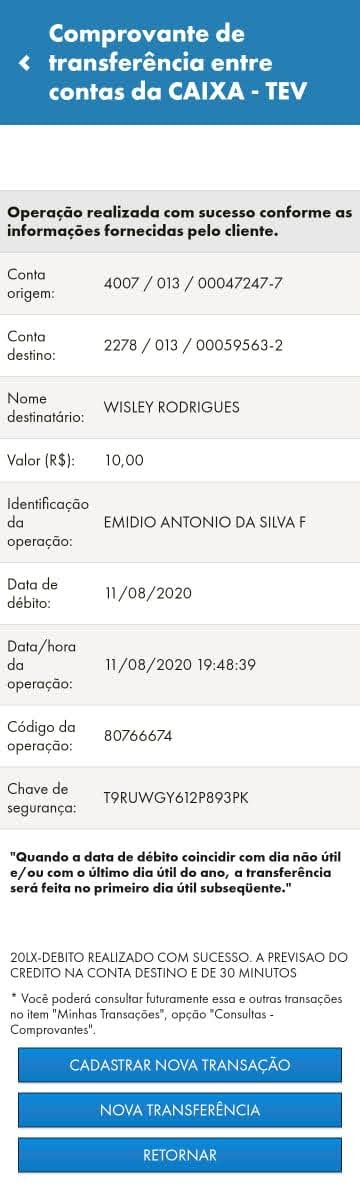 Comprovante de
transferência entre
contas da CAIXA - TEV
Operação realizada com sucesso conforme as
informações fornecidas pelo cliente.
Conta
origem:
4007 / 013 / 00047247-7
Conta
destino:
2278 / 013 / 00059563-2
Nome
destinatário:
WISLEY RODRIGUES
Valor (R$):
10,00
Identificação
da
operação:
EMIDIO ANTONIO DA SILVA F
Data de
débito:
11/08/2020
Data/hora
da
operação:
11/08/2020 19:48:39
Código da
operação:
80766674
Chave de
segurança:
T9RUWGY612P893PK
"Quando a data de débito coincidir com dia não útil
e/ou com o último dia útil do ano, a transferência
será feita no primeiro dia útil subseqüente."
20LX-DEBITO REALIZADO COM SUCESSO. A PREVISAO DO
CREDITO NA CONTA DESTINO E DE 30 MINUTOS
* Você poderá consultar futuramente essa e outras transações
no item "Minhas Transações", opção "Consultas -
Comprovantes".
CADASTRAR NOVA TRANSAÇÃO
NOVA TRANSFERÊNCIA
RETORNAR